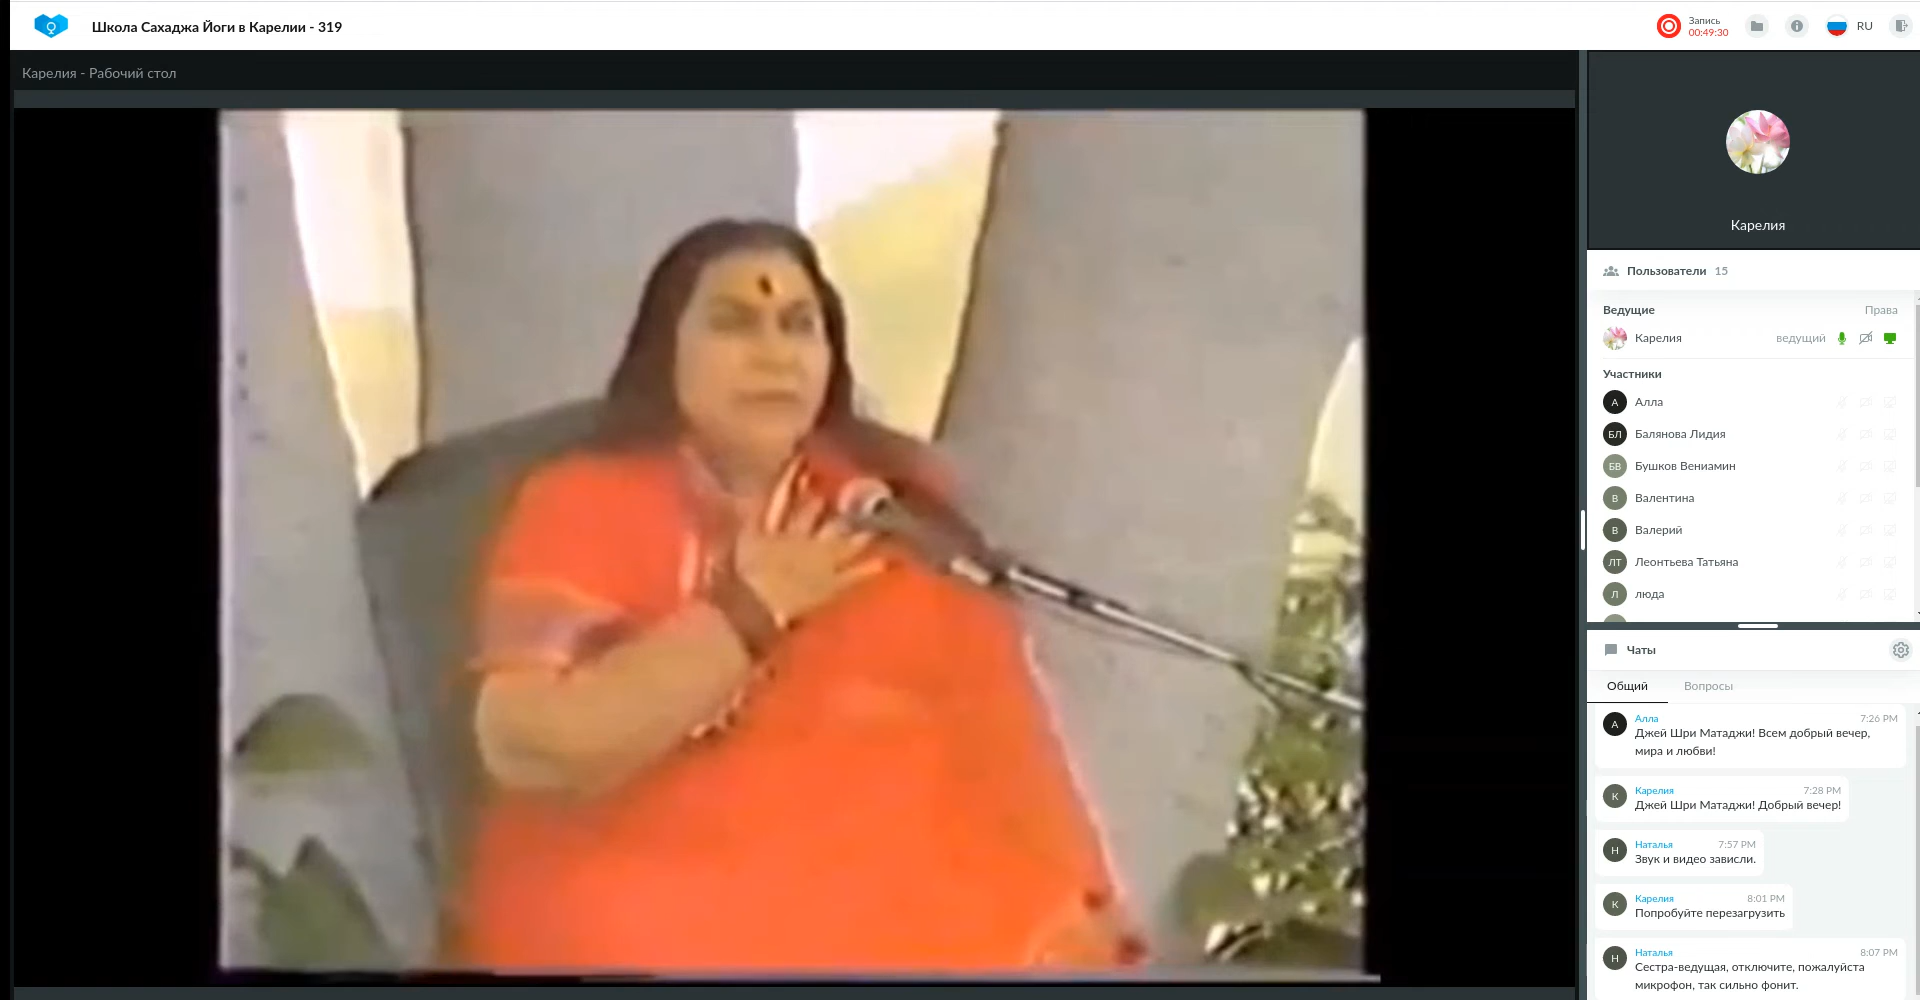 Школа Сахаджа Йоги в Карелии - 319
Запись
00:49:30
RU
Карелия - Рабочий стол
Карелия
Пользователи 15
Ведущие Права
Карелия ведущий
Участники
А Алла
БЛ Балянова Лидия
БВ Бушков Вениамин
В Валентина
В Валерий
ЛТ Леонтьева Татьяна
Л люда
Чаты
Общий Вопросы
А Алла 7:26 PM
Джей Шри Матаджи! Всем добрый вечер,
мира и любви!
К Карелия 7:28 PM
Джей Шри Матаджи! Добрый вечер!
Н Наталья 7:57 PM
Звук и видео зависли.
К Карелия 8:01 PM
Попробуйте перезагрузить
Н Наталья 8:07 PM
Сестра-ведущая, отключите, пожалуйста
микрофон, так сильно фонит.